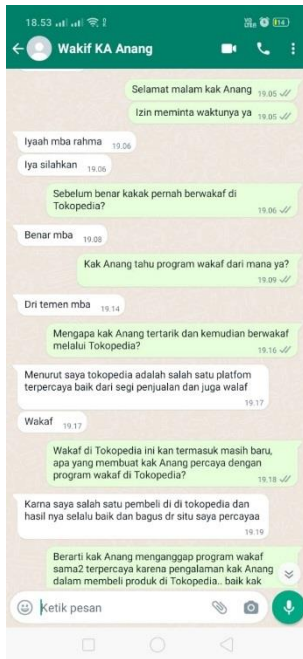 18.53
Wakif KA Anang
Selamat malam kak Anang 19.05
Izin meminta waktunya ya 19.05
Iyaah mba rahma 19.06
Iya silahkan 19.06
Sebelum benar kakak pernah berwakaf di
Tokopedia? 19.06
Benar mba 19.08
Kak Anang tahu program wakaf dari mana ya?
19.09
Dri temen mba 19.14
Mengapa kak Anang tertarik dan kemudian berwakaf
melalui Tokopedia? 19.16
Menurut saya tokopedia adalah salah satu platfom
terpercaya baik dari segi penjualan dan juga walaf
19.17
Wakaf 19.17
Wakaf di Tokopedia ini kan termasuk masih baru,
apa yang membuat kak Anang percaya dengan
program wakaf di Tokopedia? 19.18
Karna saya salah satu pembeli di di tokopedia dan
hasil nya selalu baik dan bagus dr situ saya percayaa
19.19
Berarti kak Anang menganggap program wakaf
sama2 terpercaya karena pengalaman kak Anang
dalam membeli produk di Tokopedia.. baik kak
Ketik pesan